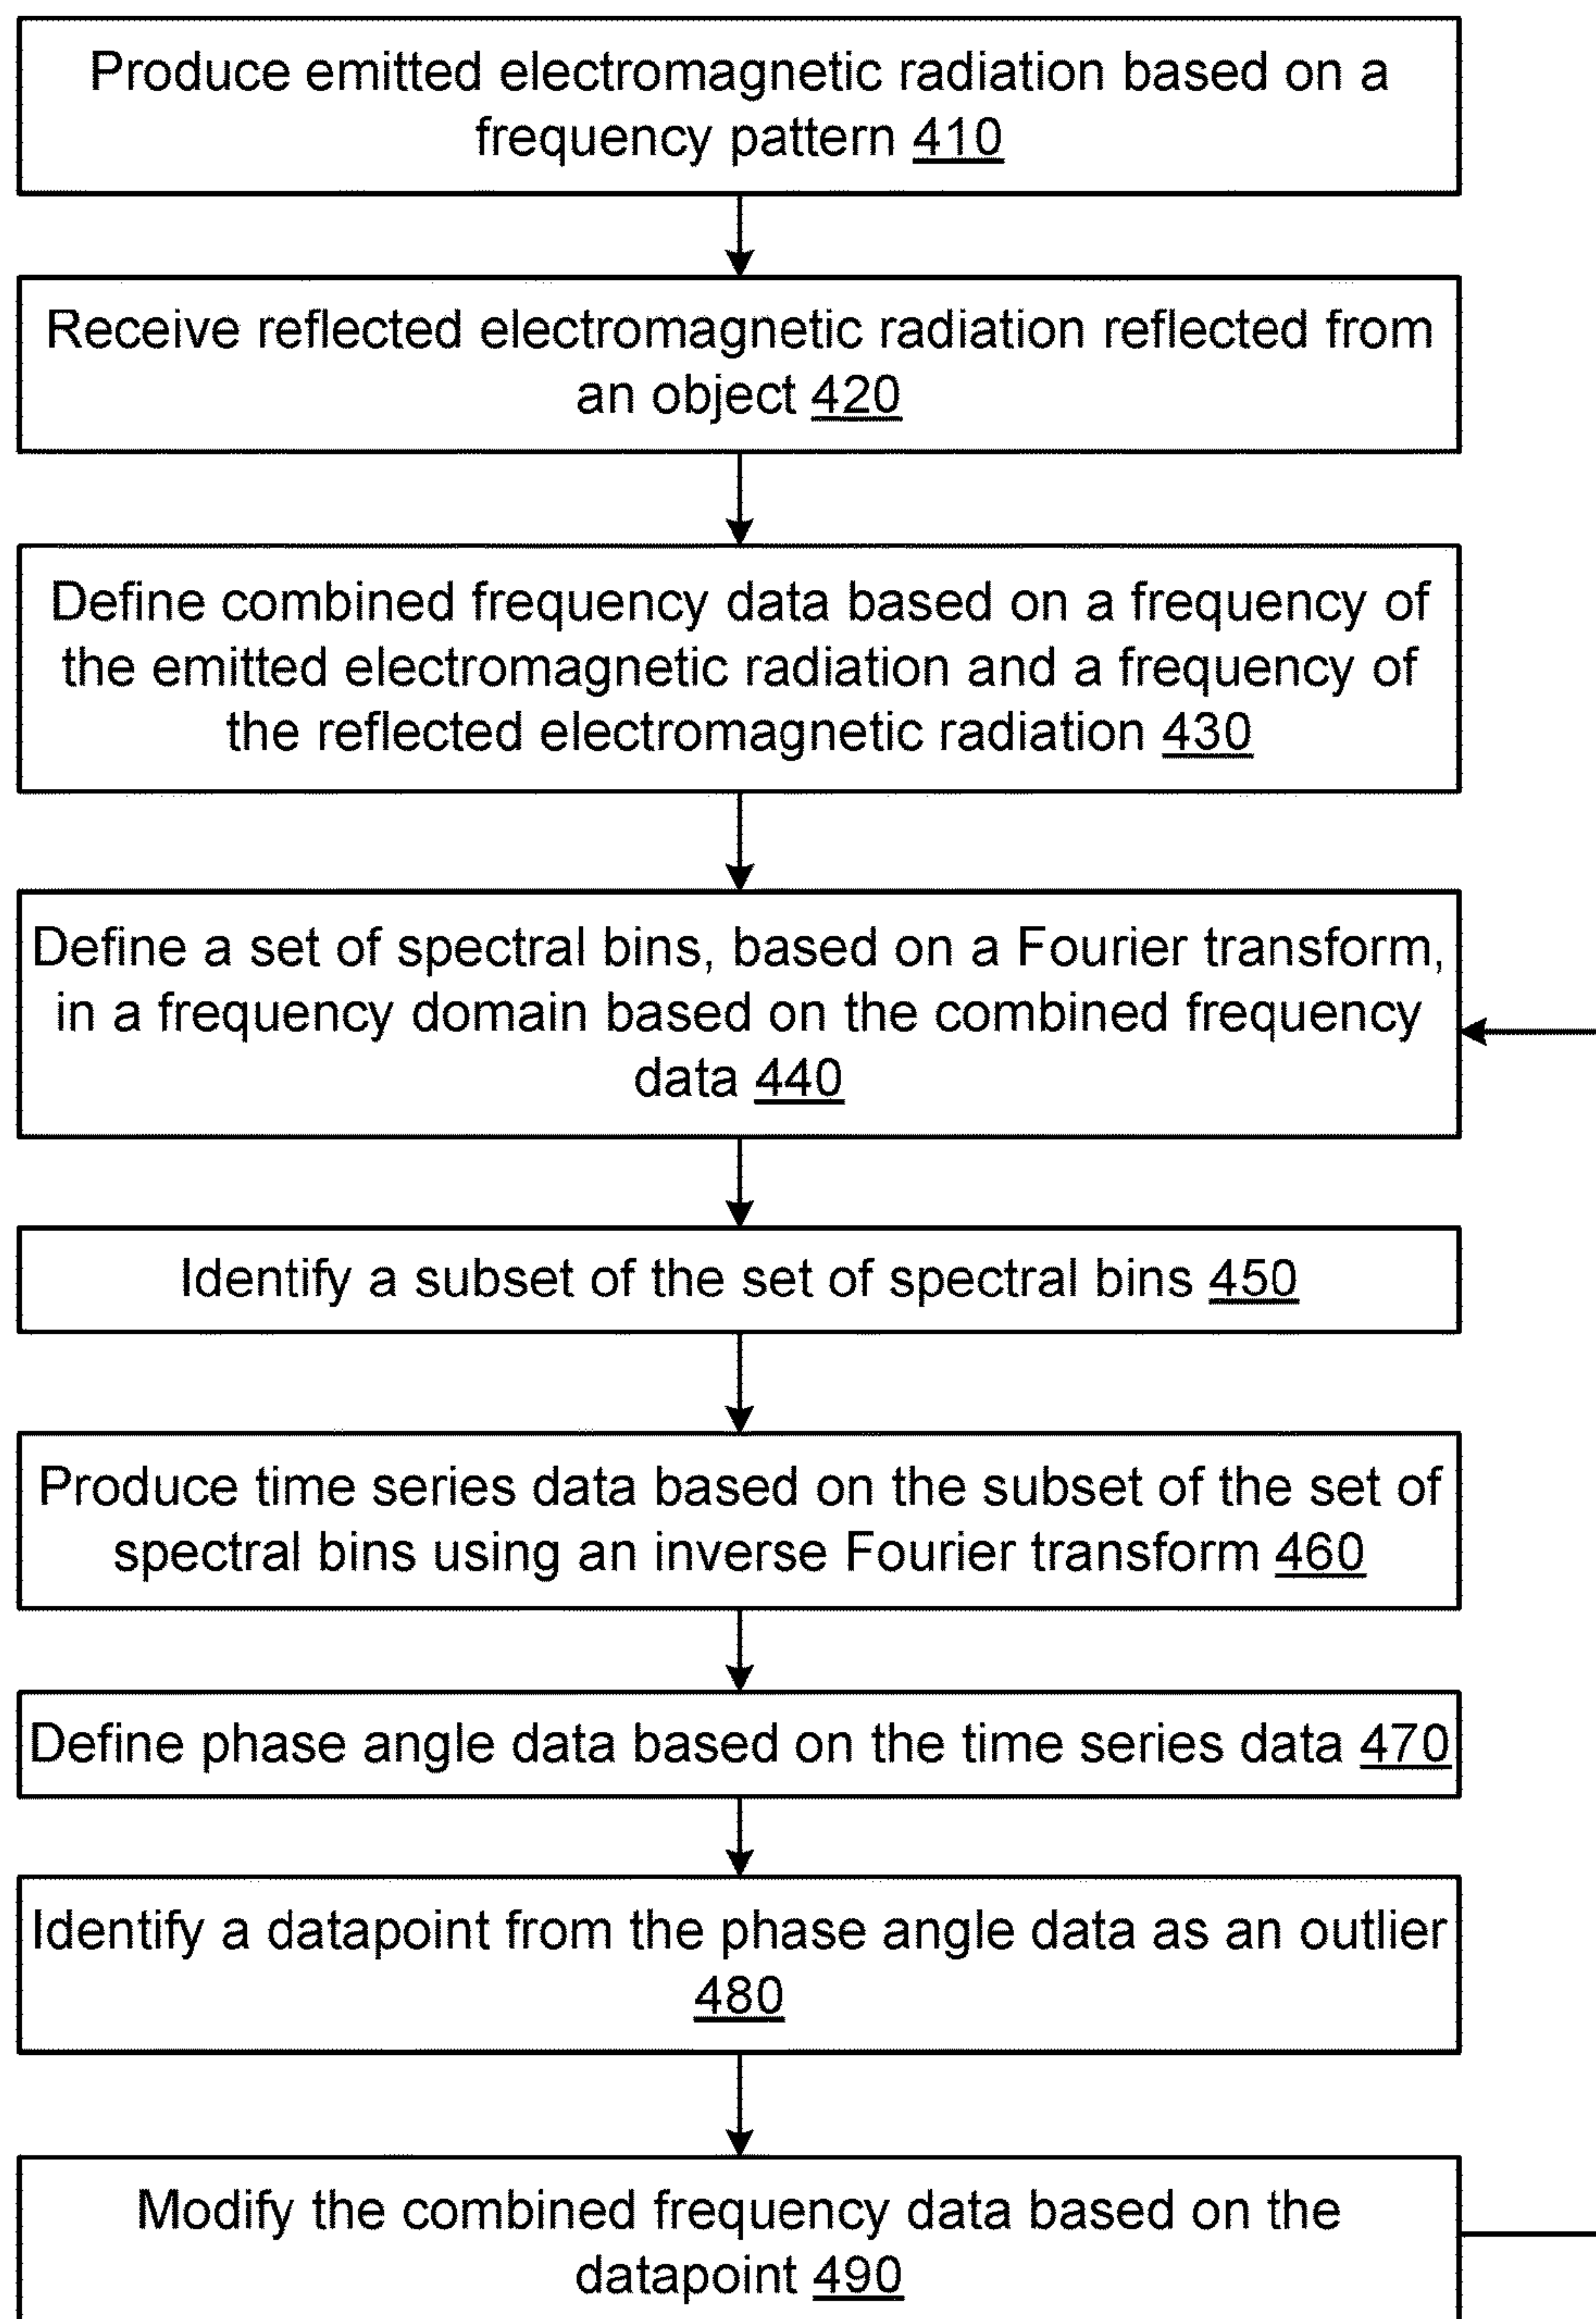 Produce emitted electromagnetic radiation based on a
frequency pattern 410
Receive reflected electromagnetic radiation reflected from
an object 420
Define combined frequency data based on a frequency of
the emitted electromagnetic radiation and a frequency of
the reflected electromagnetic radiation 430
Define a set of spectral bins, based on a Fourier transform,
in a frequency domain based on the combined frequency
data 440
Identify a subset of the set of spectral bins 450
Produce time series data based on the subset of the set of
spectral bins using an inverse Fourier transform 460
Define phase angle data based on the time series data 470
Identify a datapoint from the phase angle data as an outlier
480
Modify the combined frequency data based on the
datapoint 490